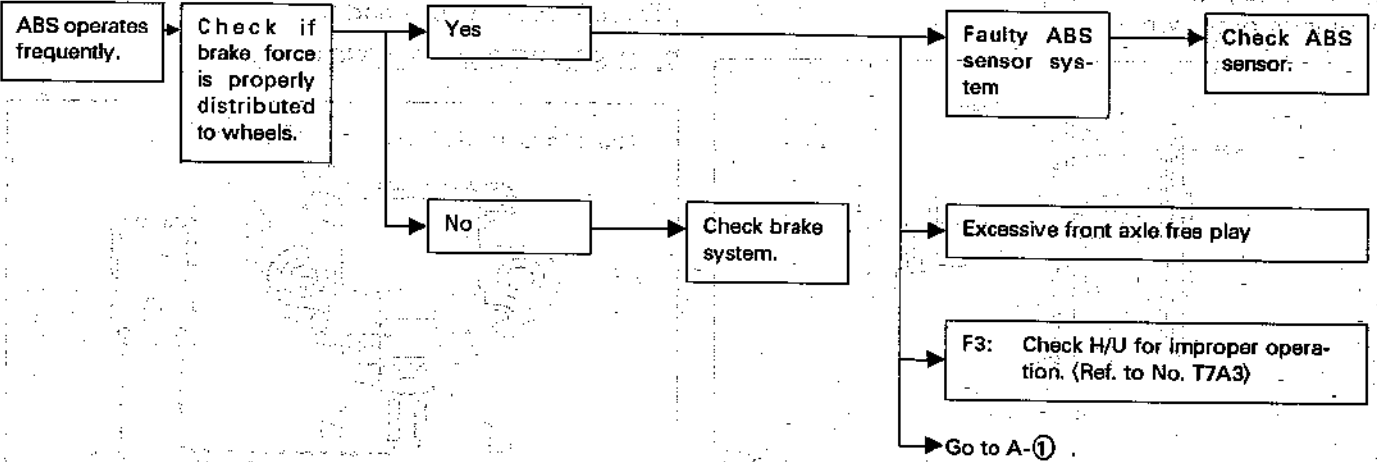 ABS operates
frequently.
Check if
brake force
is properly
distributed
to wheels.
Yes
Faulty ABS
sensor sys-
tem
Check ABS
sensor.
No
Check brake
system.
Excessive front axle free play
F3: Check H/U for improper opera-
tion. (Ref. to No. T7A3)
Go to A-① .